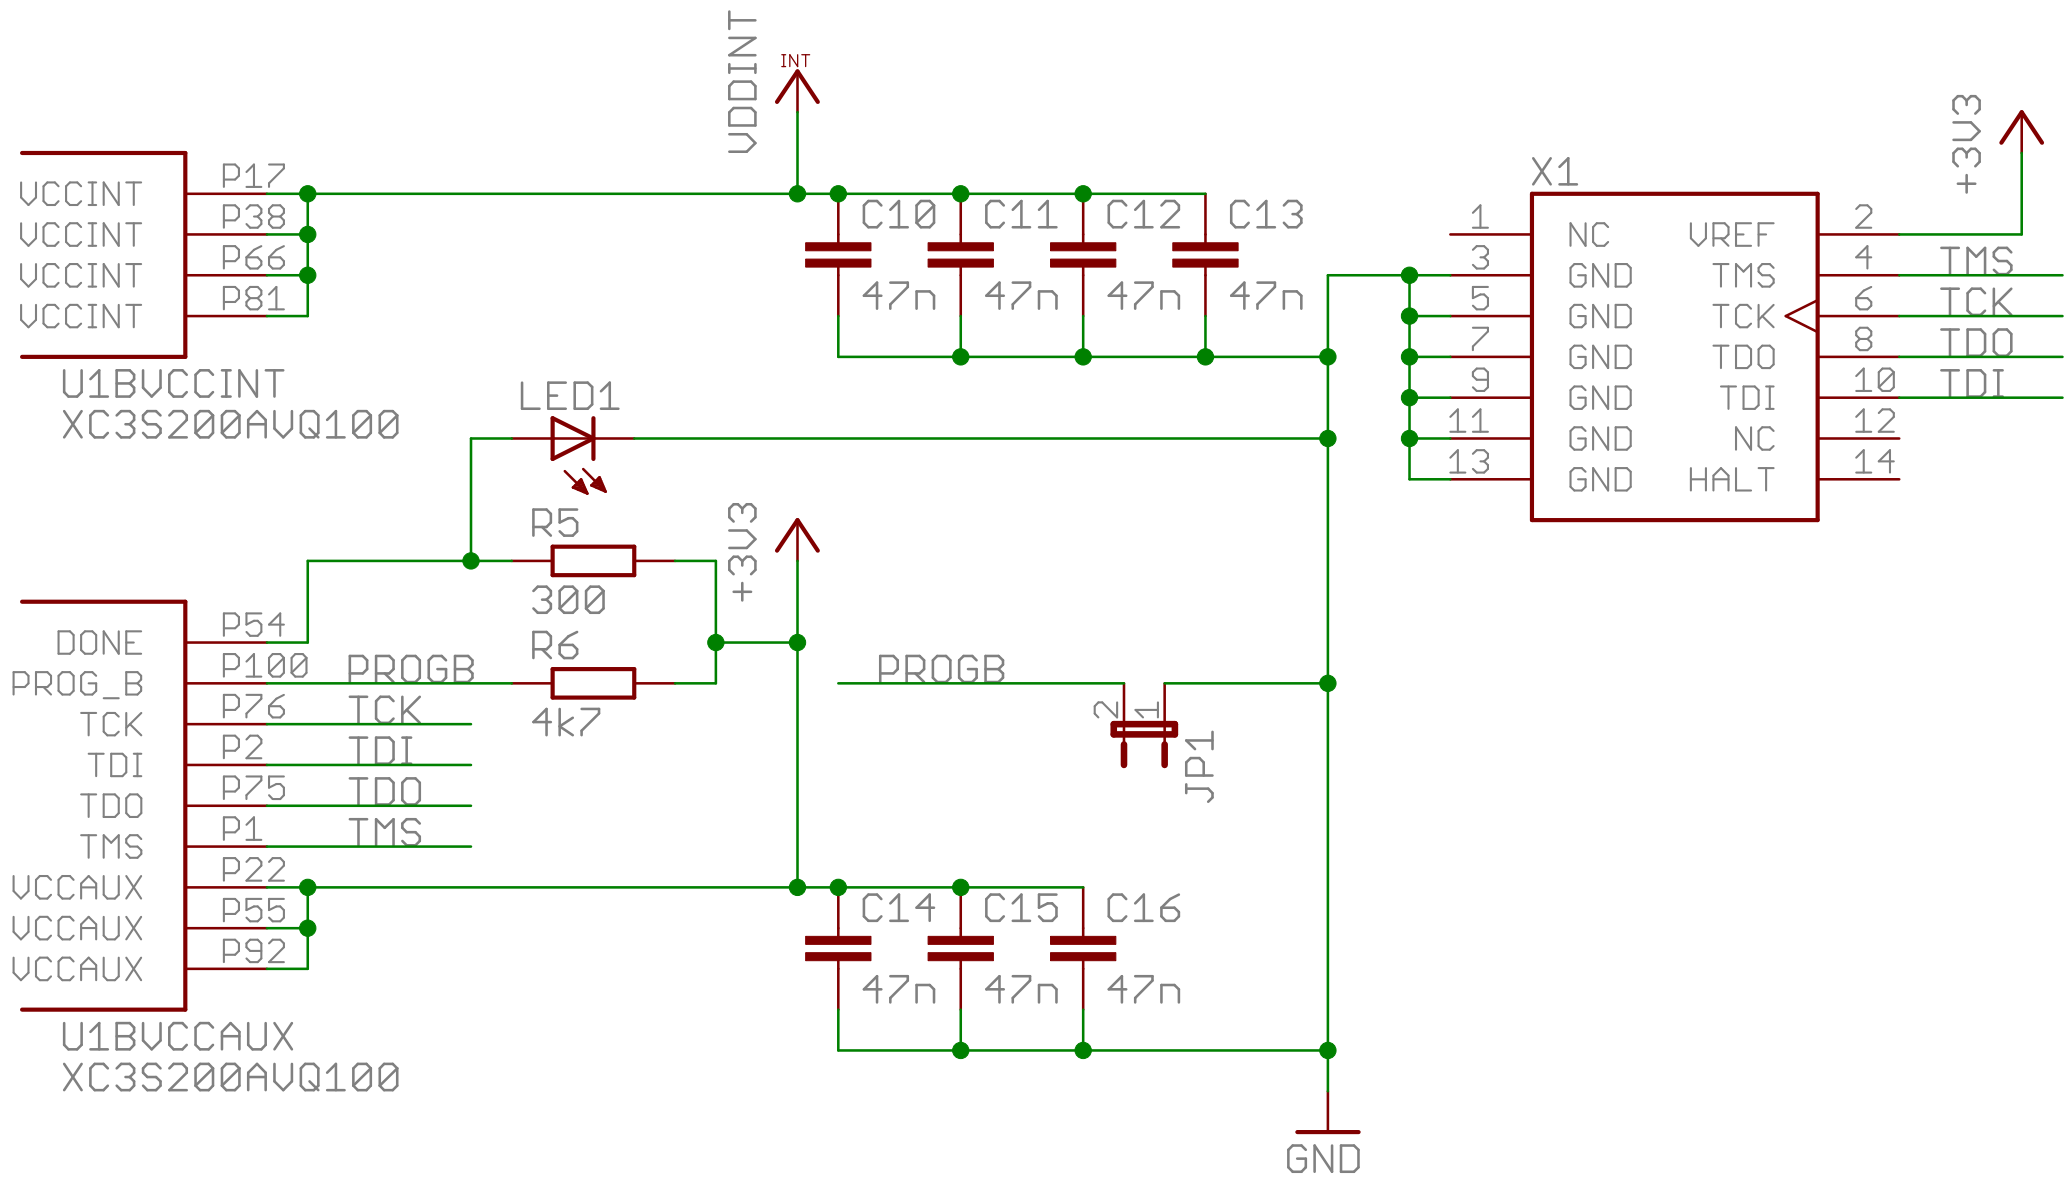 VDDINT
INT
VCCINT P17
VCCINT P38
VCCINT P66
VCCINT P81
U1BVCCINT
XC3S200AVQ100
C10 C11 C12 C13
47n 47n 47n 47n
+3V3
X1
1 NC VREF 2
3 GND TMS 4 TMS
5 GND TCK 6 TCK
7 GND TDO 8 TDO
9 GND TDI 10 TDI
11 GND NC 12
13 GND HALT 14
LED1
R5
300
+3V3
R6
4k7
DONE P54
PROG_B P100 PROGB
TCK P76 TCK
TDI P2 TDI
TDO P75 TDO
TMS P1 TMS
VCCAUX P22
VCCAUX P55
VCCAUX P92
U1BVCCAUX
XC3S200AVQ100
PROGB
2 1
JP1
C14 C15 C16
47n 47n 47n
GND